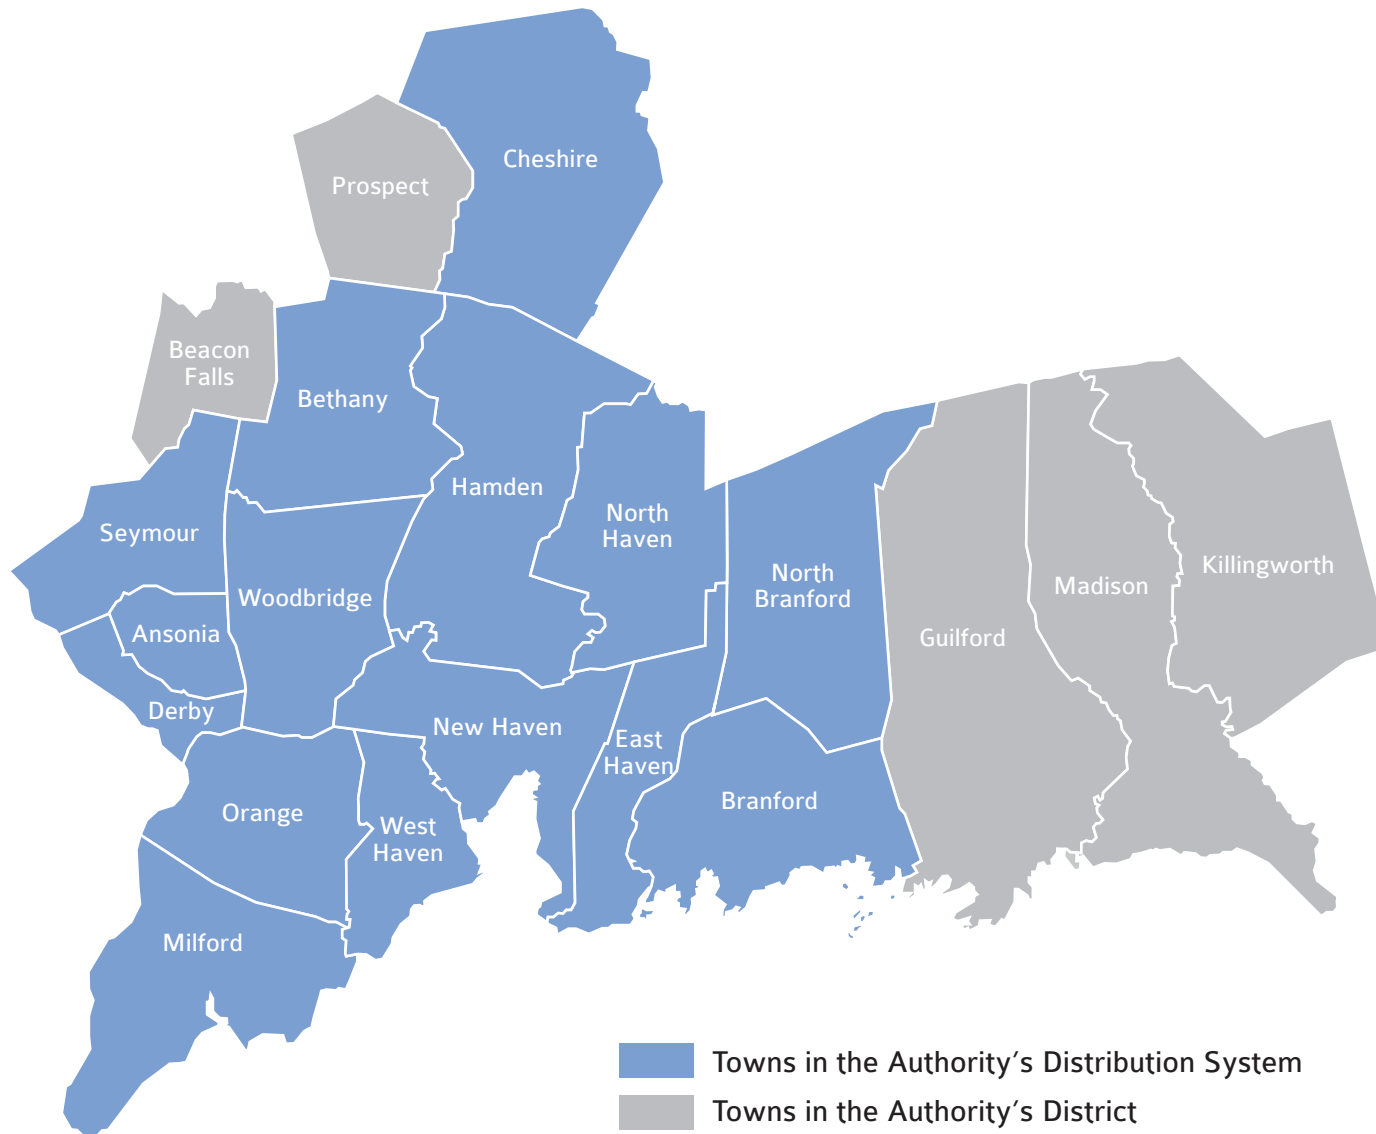 Cheshire
Prospect
Beacon
Falls
Bethany
Hamden
North
Haven
Seymour
Woodbridge
North
Branford
Killingworth
Madison
Guilford
Ansonia
Derby
New Haven
East
Haven
Branford
Orange
West
Haven
Milford
Towns in the Authority's Distribution System
Towns in the Authority's District